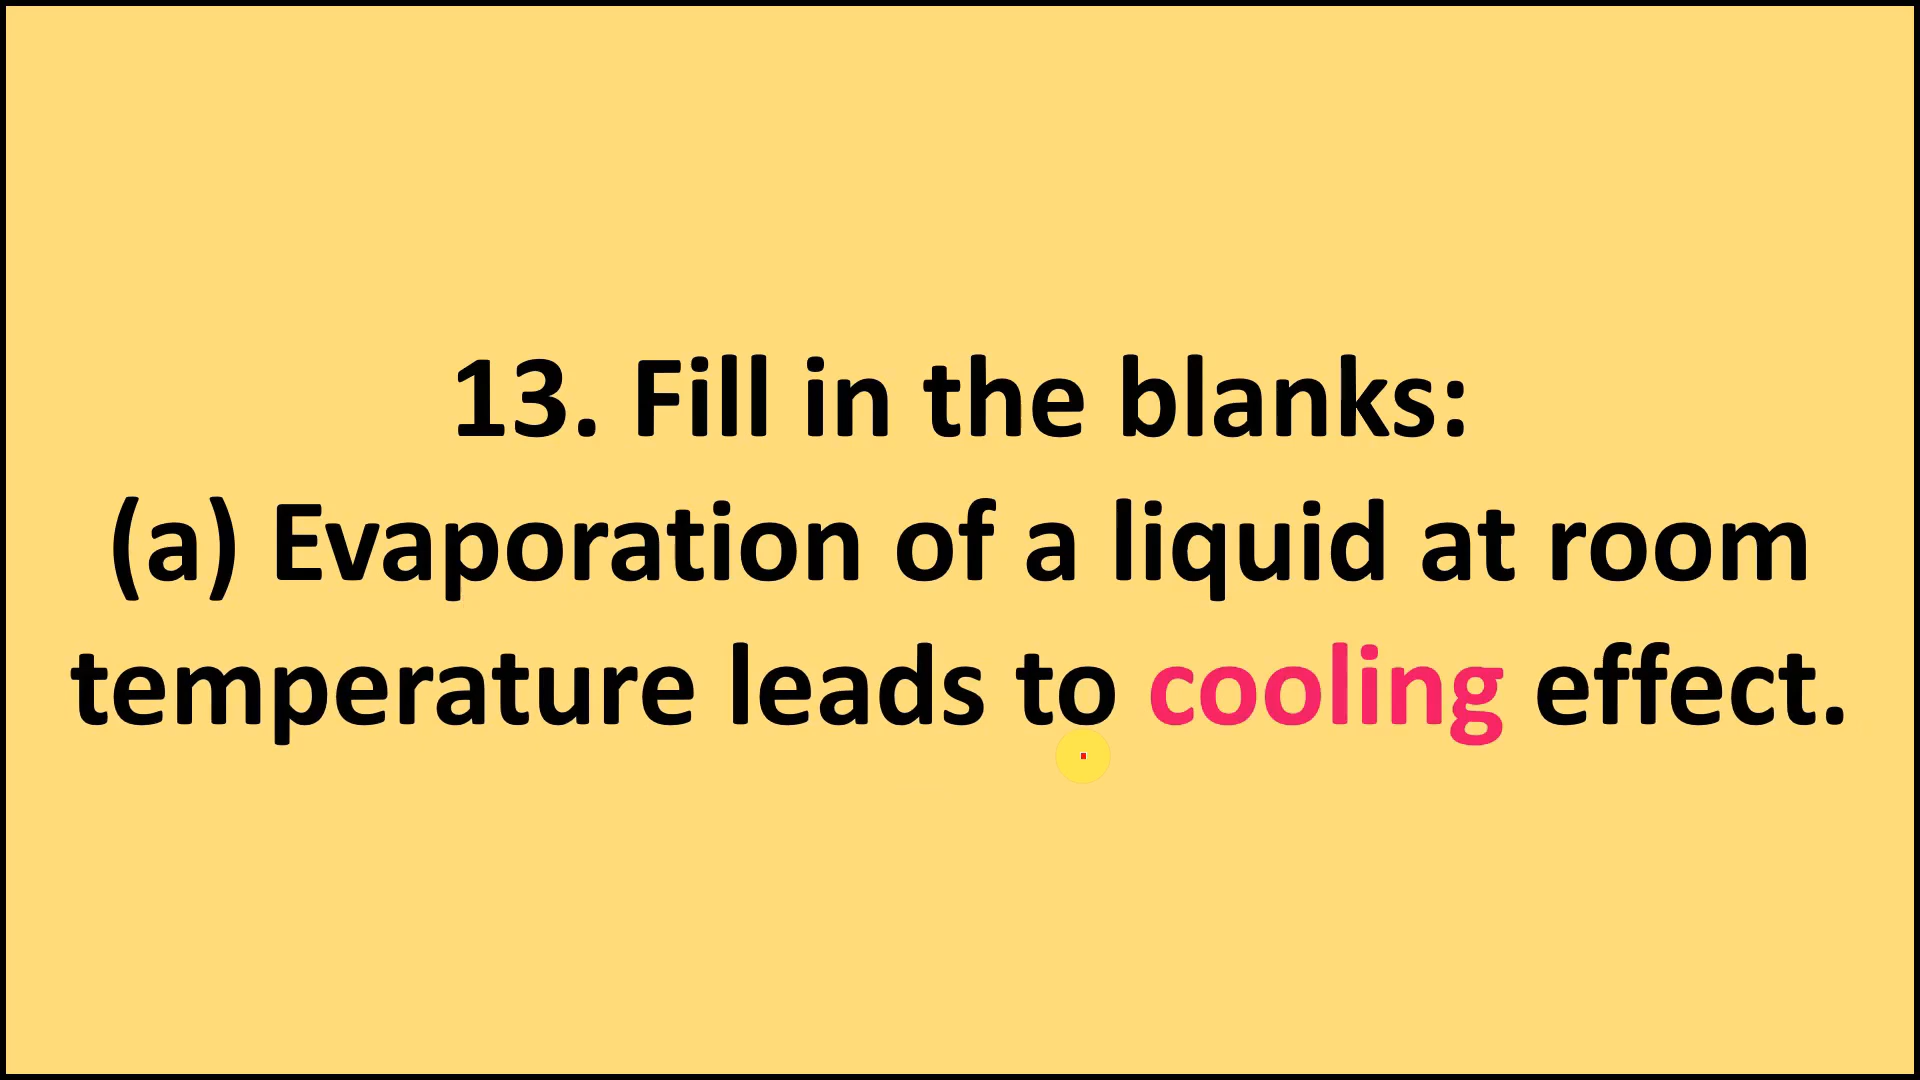 13. Fill in the blanks:
(a) Evaporation of a liquid at room
temperature leads to cooling effect.